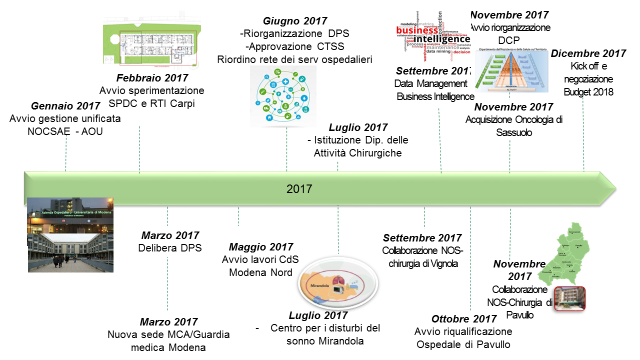 Gennaio 2017
Avvio gestione unificata
NOCSAE - AOU
Febbraio 2017
Avvio sperimentazione
SPDC e RTI Carpi
Giugno 2017
-Riorganizzazione DPS
-Approvazione CTSS
Riordino rete dei serv ospedalieri
Luglio 2017
- Istituzione Dip. delle
Attività Chirurgiche
business
intelligence
Settembre 2017
Data Management
Business Intelligence
Novembre 2017
Avvio riorganizzazione
DCP
Novembre 2017
Acquisizione Oncologia di
Sassuolo
Dicembre 2017
Kick off e
negoziazione
Budget 2018
2017
Marzo 2017
Delibera DPS
Marzo 2017
Nuova sede MCA/Guardia
medica Modena
Maggio 2017
Avvio lavori CdS
Modena Nord
Mirandola
Luglio 2017
- Centro per i disturbi del
sonno Mirandola
Settembre 2017
Collaborazione NOS-
chirurgia di Vignola
Ottobre 2017
Avvio riqualificazione
Ospedale di Pavullo
Novembre
2017
Collaborazione
NOS-Chirurgia di
Pavullo